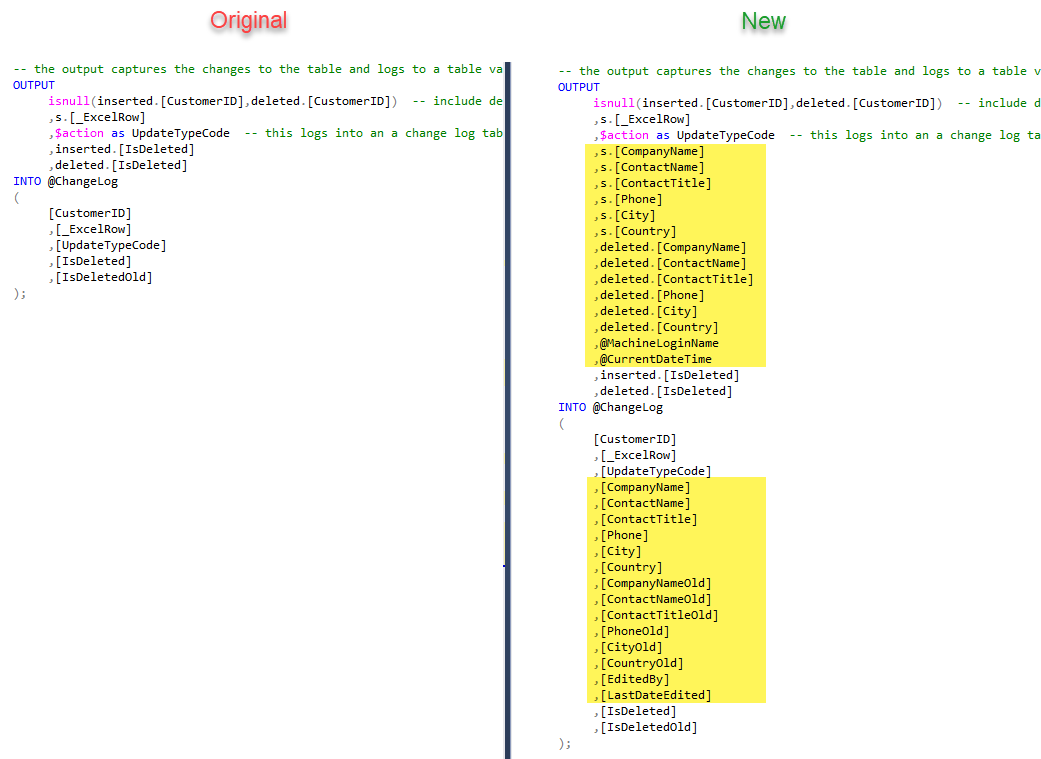 Original
-- the output captures the changes to the table and logs to a table va
OUTPUT
isnull(inserted.[CustomerID],deleted.[CustomerID])  -- include de
,s.[_ExcelRow]
,$action as UpdateTypeCode  -- this logs into an a change log tab
,inserted.[IsDeleted]
,deleted.[IsDeleted]
INTO @ChangeLog
(
[CustomerID]
,[_ExcelRow]
,[UpdateTypeCode]
,[IsDeleted]
,[IsDeletedOld]
);
New
-- the output captures the changes to the table and logs to a table v
OUTPUT
isnull(inserted.[CustomerID],deleted.[CustomerID])  -- include d
,s.[_ExcelRow]
,$action as UpdateTypeCode  -- this logs into an a change log ta
,s.[CompanyName]
,s.[ContactName]
,s.[ContactTitle]
,s.[Phone]
,s.[City]
,s.[Country]
,deleted.[CompanyName]
,deleted.[ContactName]
,deleted.[ContactTitle]
,deleted.[Phone]
,deleted.[City]
,deleted.[Country]
,@MachineLoginName
,@CurrentDateTime
,inserted.[IsDeleted]
,deleted.[IsDeleted]
INTO @ChangeLog
(
[CustomerID]
,[_ExcelRow]
,[UpdateTypeCode]
,[CompanyName]
,[ContactName]
,[ContactTitle]
,[Phone]
,[City]
,[Country]
,[CompanyNameOld]
,[ContactNameOld]
,[ContactTitleOld]
,[PhoneOld]
,[CityOld]
,[CountryOld]
,[EditedBy]
,[LastDateEdited]
,[IsDeleted]
,[IsDeletedOld]
);